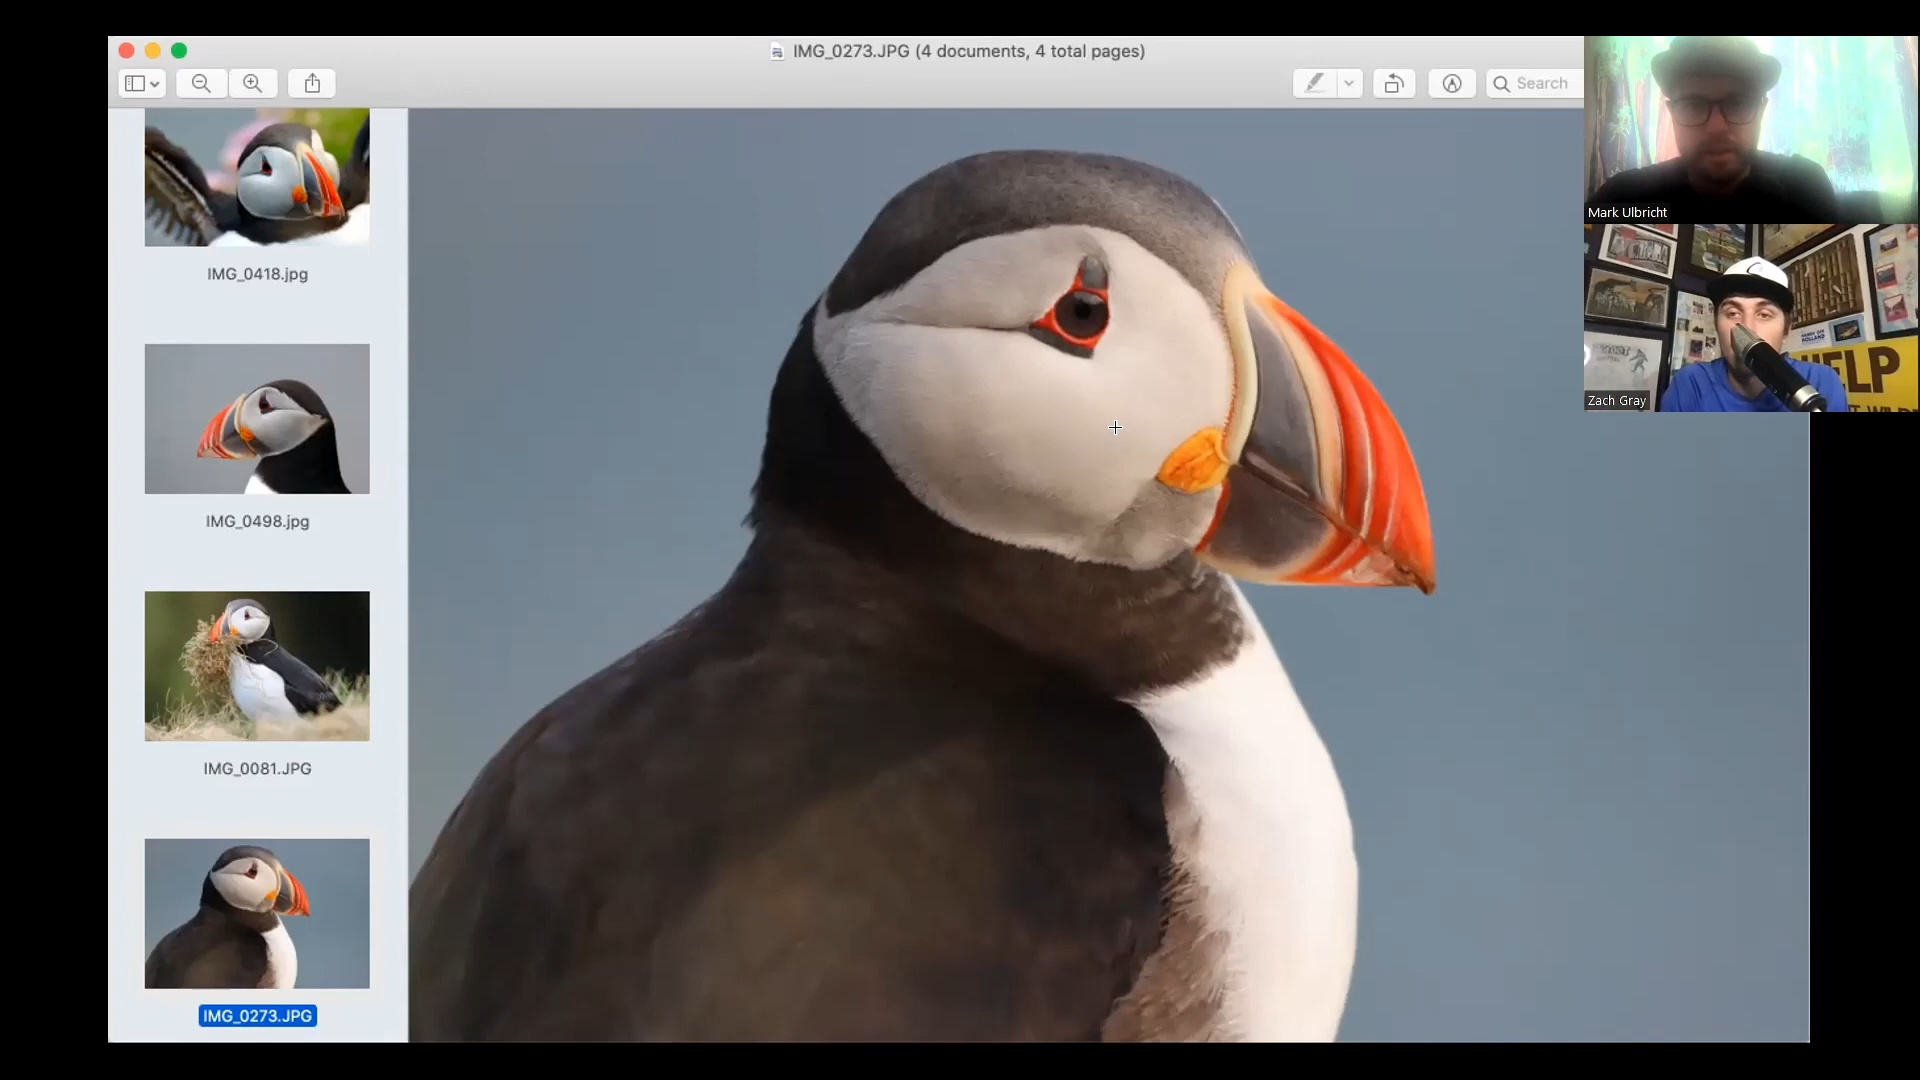 IMG_0273.JPG (4 documents, 4 total pages)
Search
IMG_0418.jpg
IMG_0498.jpg
IMG_0081.JPG
IMG_0273.JPG
Mark Ulbricht
ELP
Zach Gray